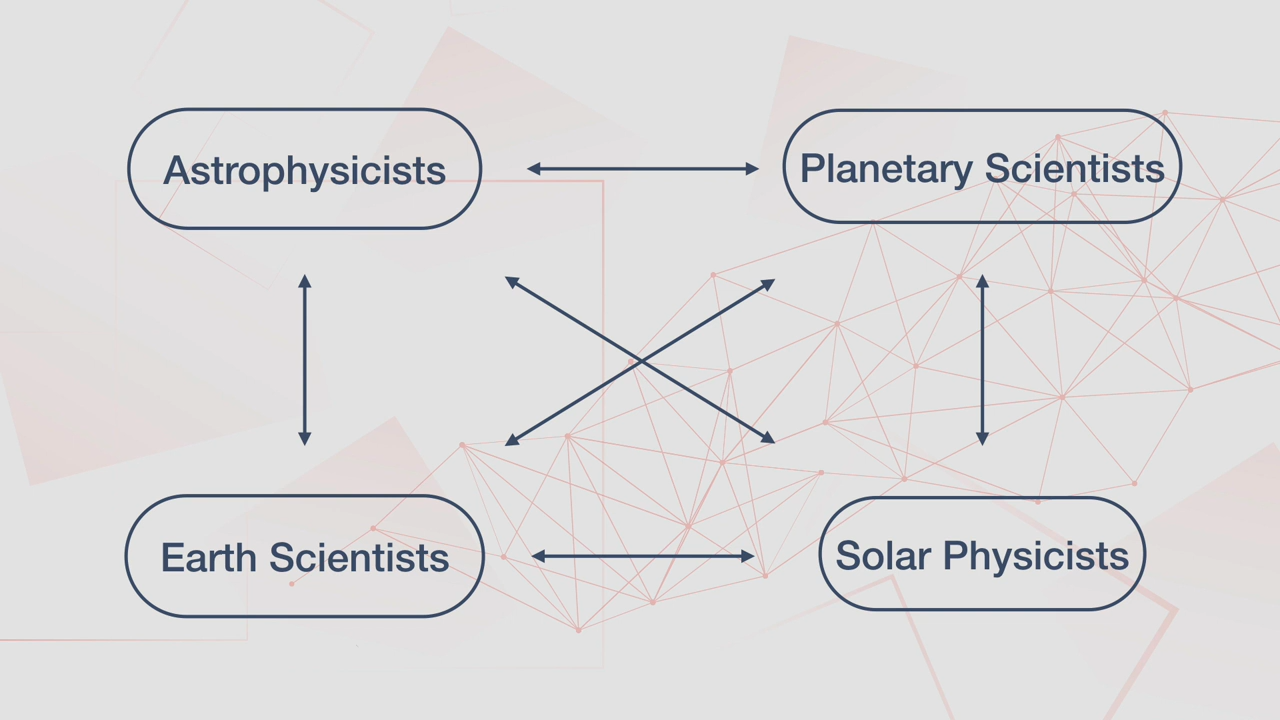 Astrophysicists
Planetary Scientists
Earth Scientists
Solar Physicists